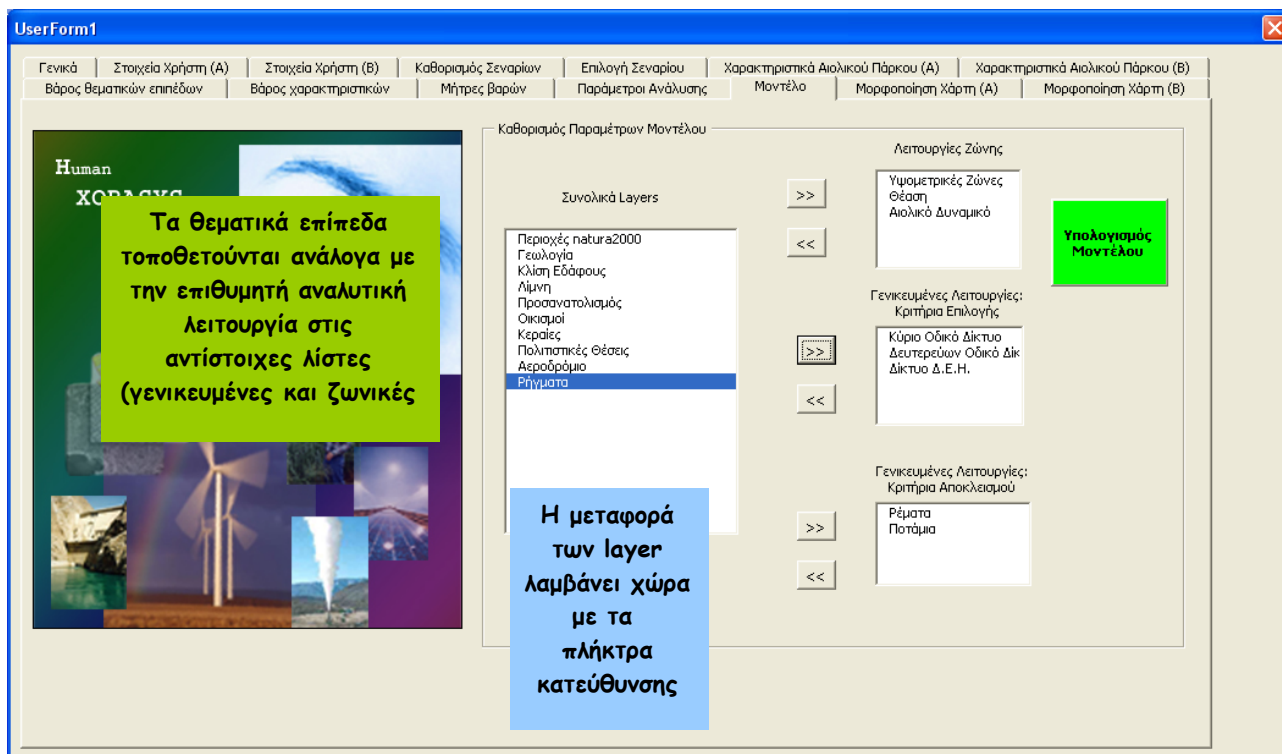 UserForm1
Γενικά
Στοιχεία Χρήστη (Α)
Στοιχεία Χρήστη (Β)
Καθορισμός Σεναρίων
Επιλογή Σεναρίου
Χαρακτηριστικά Αιολικού Πάρκου (Α)
Χαρακτηριστικά Αιολικού Πάρκου (Β)
Βάρος θεματικών επιπέδων
Βάρος χαρακτηριστικών
Μήτρες βαρών
Παράμετροι Ανάλυσης
Μοντέλο
Μορφοποίηση Χάρτη (Α)
Μορφοποίηση Χάρτη (Β)
Human
Τα θεματικά επίπεδα
τοποθετούνται ανάλογα με
την επιθυμητή αναλυτική
λειτουργία στις
αντίστοιχες λίστες
(γενικευμένες και ζωνικές
Καθορισμός Παραμέτρων Μοντέλου
Συνολικά Layers
Περιοχές natura2000
Γεωλογία
Κλίση Εδάφους
Λίμνη
Προσανατολισμός
Οικισμοί
Κεραίες
Πολιτιστικές Θέσεις
Αεροδρόμιο
Ρήγματα
Η μεταφορά
των layer
λαμβάνει χώρα
με τα
πλήκτρα
κατεύθυνσης
>>
<<
>>
<<
>>
<<
Λειτουργίες Ζώνης
Υψομετρικές Ζώνες
Θέαση
Αιολικό Δυναμικό
Γενικευμένες Λειτουργίες:
Κριτήρια Επιλογής
Κύριο Οδικό Δίκτυο
Δευτερεύων Οδικό Δίκ
Δίκτυο Δ.Ε.Η.
Γενικευμένες Λειτουργίες:
Κριτήρια Αποκλεισμού
Ρέματα
Ποτάμια
Υπολογισμός
Μοντέλου